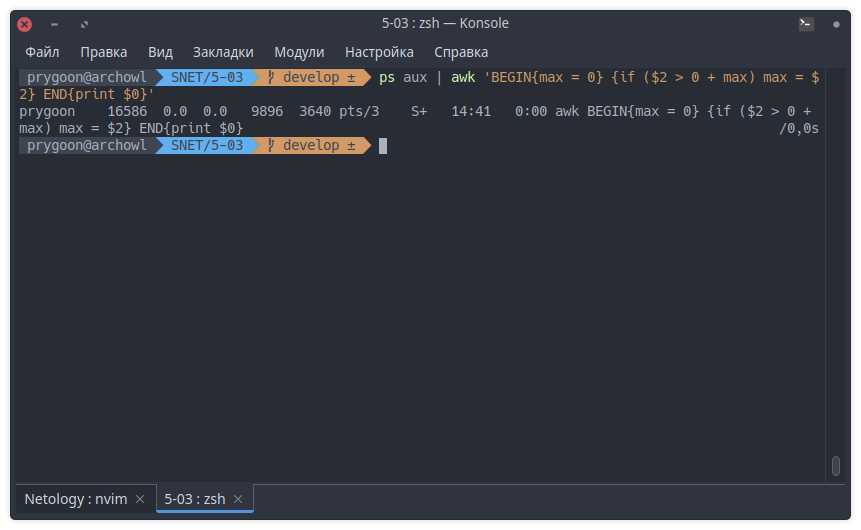 5-03 : zsh — Konsole
Файл Правка Вид Закладки Модули Настройка Справка
prygoon@archowl SNET/5-03 develop ± ps aux | awk 'BEGIN{max = 0} {if ($2 > 0 + max) max = $
2} END{print $0}'
prygoon    16586  0.0  0.0   9896  3640 pts/3    S+   14:41   0:00 awk BEGIN{max = 0} {if ($2 > 0 +
max) max = $2} END{print $0} /0,0s
prygoon@archowl SNET/5-03 develop ±
Netology : nvim 5-03 : zsh